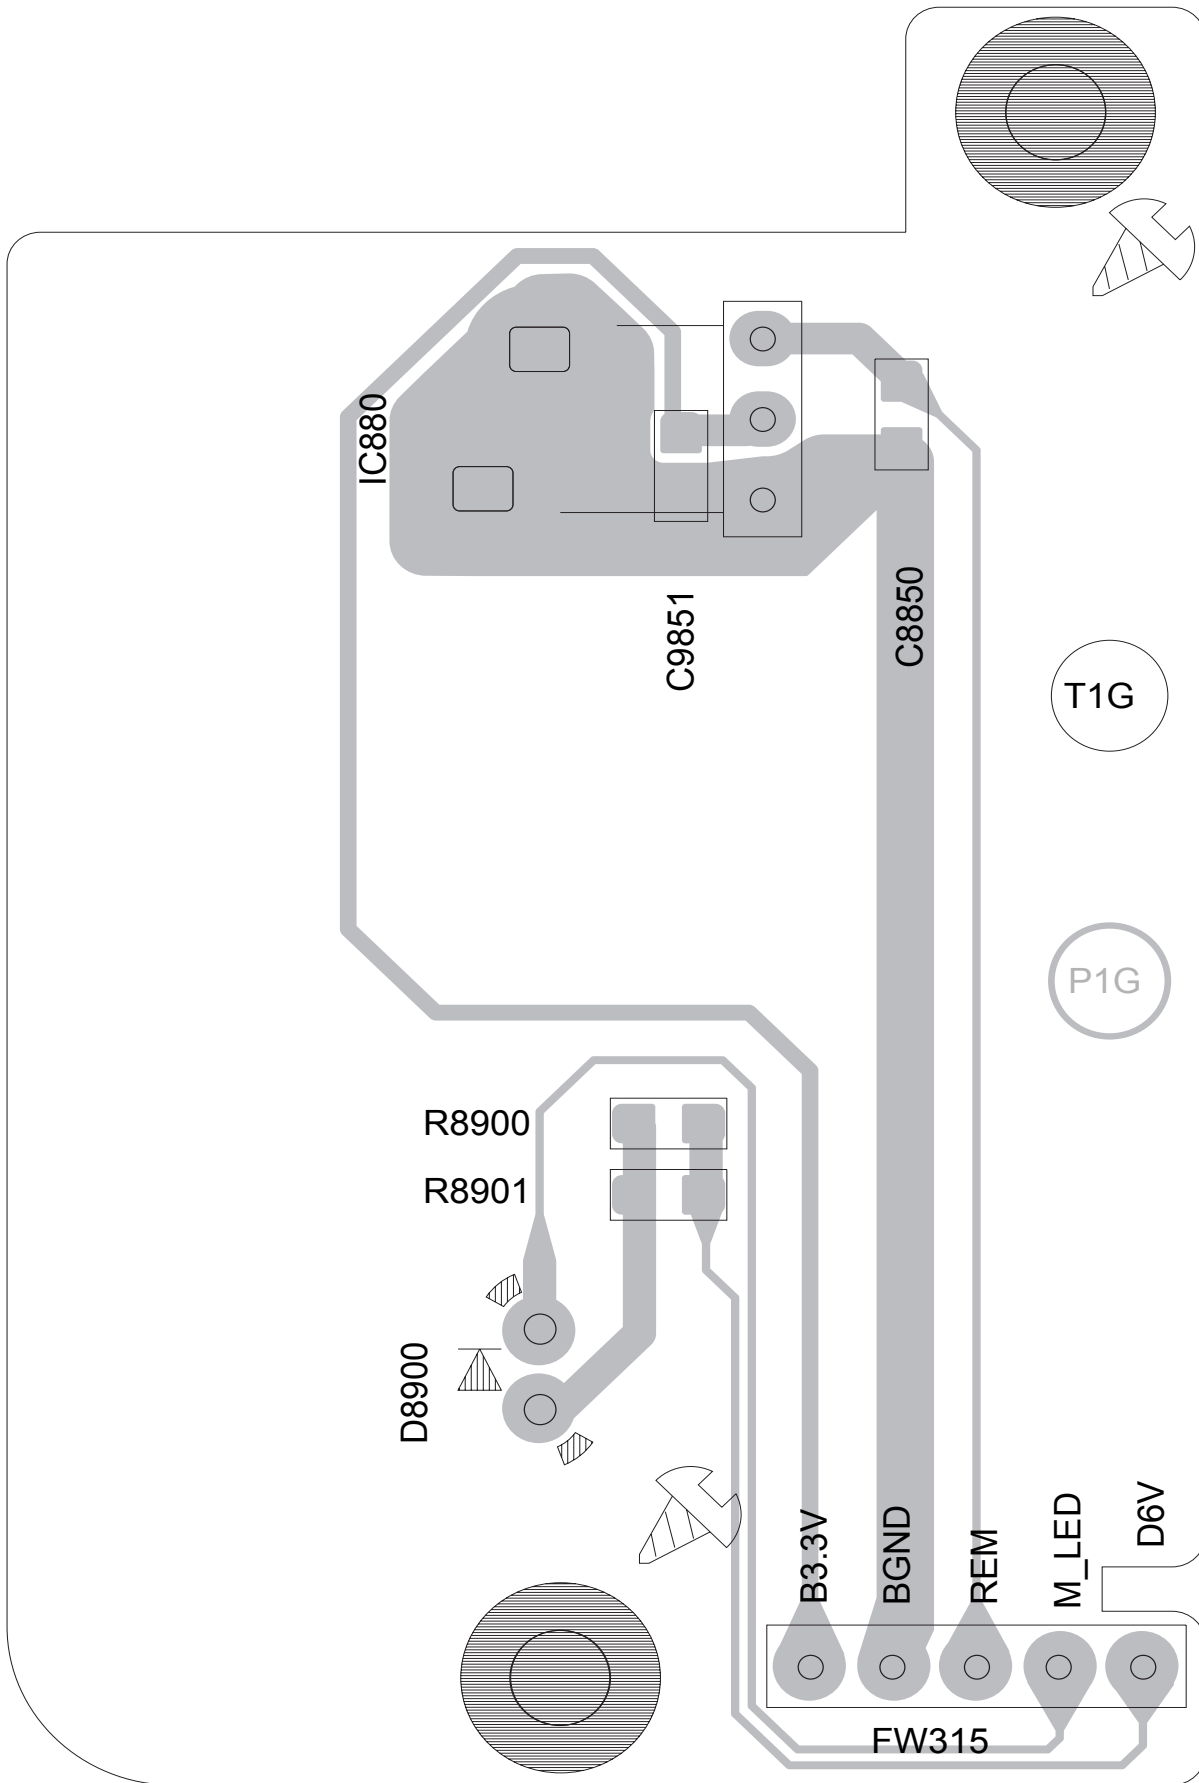 IC880
C9851
C8850
T1G
P1G
R8900
R8901
D8900
B3.3V
BGND
REM
M_LED
D6V
FW315